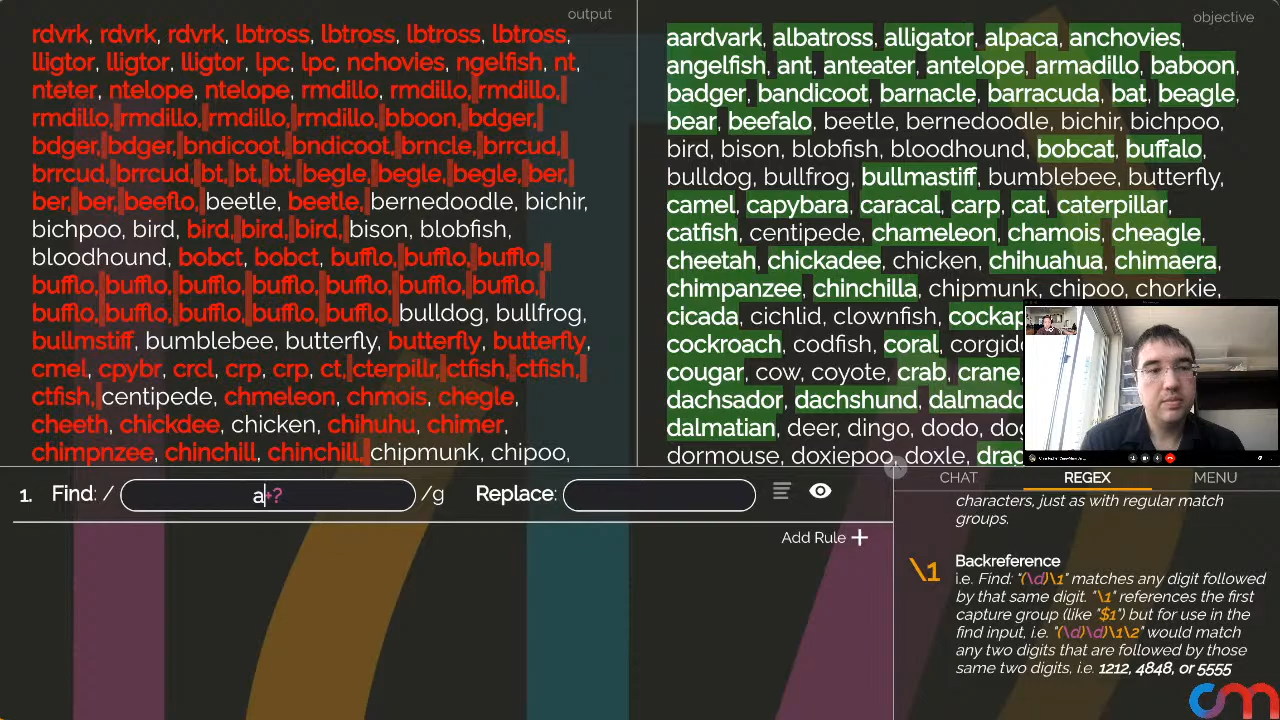 output
rdvrk, rdvrk, rdvrk, lbtross, lbtross, lbtross, lbtross,
lligtor, lligtor, lligtor, lpc, lpc, nchovies, ngelfish, nt,
nteter, ntelope, ntelope, rmdillo, rmdillo, rmdillo,
rmdillo, rmdillo, rmdillo, rmdillo, bboon, bdger,
bdger, bdger, bndicoot, bndicoot, brncle, brrcud,
brrcud, brrcud, bt, bt, bt, begle, begle, begle, ber,
ber, ber, beeflo, beetle, beetle, bernedoodle, bichir,
bichpoo, bird, bird, bird, bird, bison, blobfish,
bloodhound, bobct, bobct, bufflo, bufflo, bufflo,
bufflo, bufflo, bufflo, bufflo, bufflo, bufflo, bufflo,
bufflo, bufflo, bufflo, bufflo, bufflo, bulldog, bullfrog,
bullmstiff, bumblebee, butterfly, butterfly, butterfly,
cmel, cpybr, crcl, crp, crp, ct, cterpillr, ctfish, ctfish,
ctfish, centipede, chmeleon, chmois, chegle,
cheeth, chickdee, chicken, chihuhu, chimer,
chimpnzee, chinchill, chinchill, chipmunk, chipoo,
objective
aardvark, albatross, alligator, alpaca, anchovies,
angelfish, ant, anteater, antelope, armadillo, baboon,
badger, bandicoot, barnacle, barracuda, bat, beagle,
bear, beefalo, beetle, bernedoodle, bichir, bichpoo,
bird, bison, blobfish, bloodhound, bobcat, buffalo,
bulldog, bullfrog, bullmastiff, bumblebee, butterfly,
camel, capybara, caracal, carp, cat, caterpillar,
catfish, centipede, chameleon, chamois, cheagle,
cheetah, chickadee, chicken, chihuahua, chimaera,
chimpanzee, chinchilla, chipmunk, chipoo, chorkie,
cicada, cichlid, clownfish, cockap
cockroach, codfish, coral, corgid
cougar, cow, coyote, crab, crane,
dachsador, dachshund, dalmad
dalmatian, deer, dingo, dodo, dog
dormouse, doxiepoo, doxle, drag
1. Find: / a+? /g Replace:
Add Rule +
CHAT REGEX MENU
characters, just as with regular match
groups.
\1 Backreference
i.e. Find: "(\d)\1" matches any digit followed
by that same digit. "\1" references the first
capture group (like "$1") but for use in the
find input, i.e. "(\d)\d)\1\2" would match
any two digits that are followed by those
same two digits, i.e. 1212, 4848, or 5555
cm